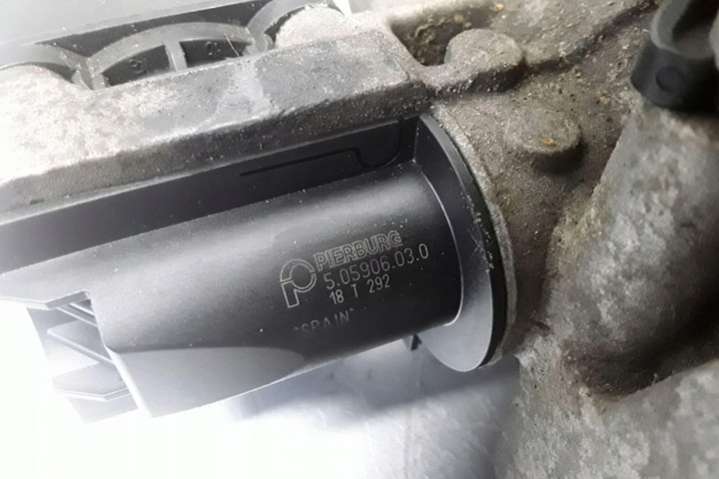 PIERBURG
5.05906.03.0
18 T 292
"SPAIN"